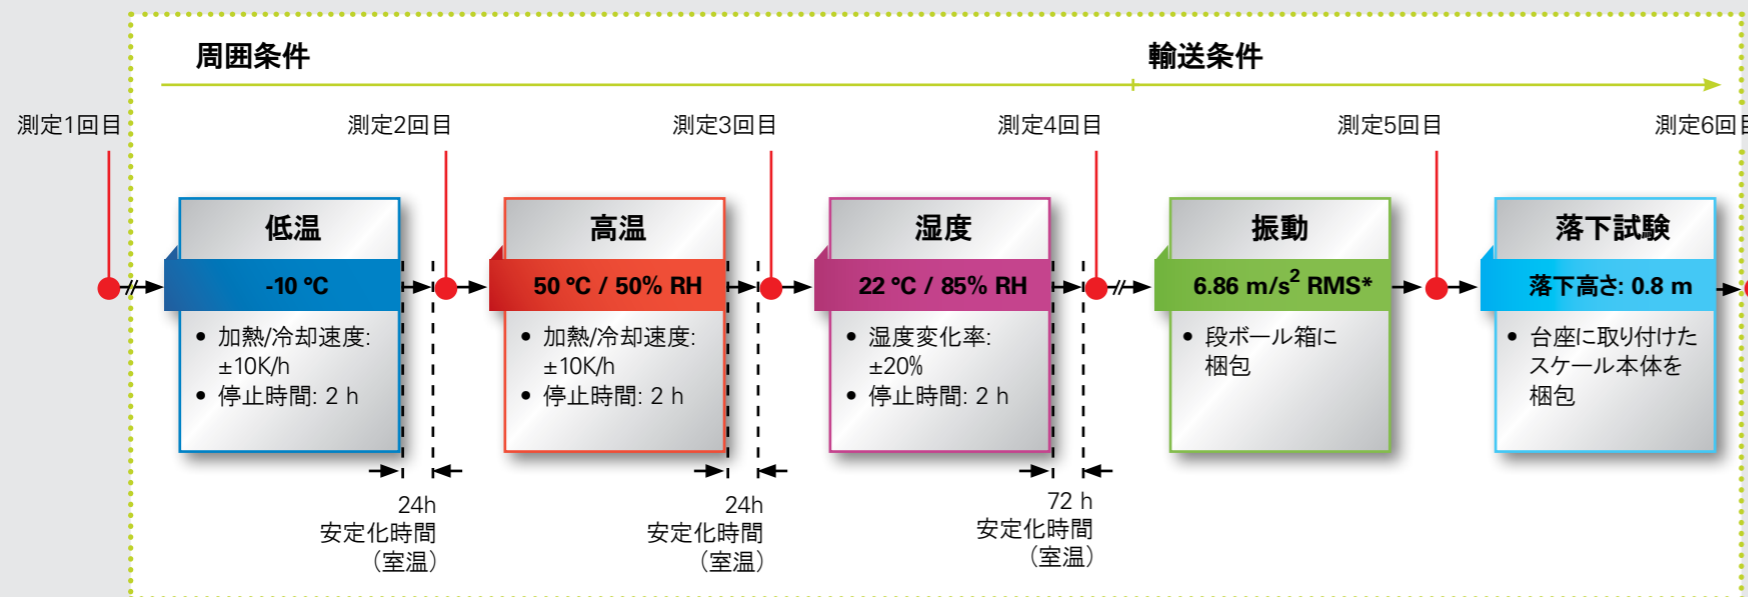 周囲条件
輸送条件
測定1回目
測定2回目
測定3回目
測定4回目
測定5回目
測定6回目
低温
-10 °C
• 加熱/冷却速度:
±10K/h
• 停止時間: 2 h
24h
安定化時間
（室温）
高温
50 °C / 50% RH
• 加熱/冷却速度:
±10K/h
• 停止時間: 2 h
24h
安定化時間
（室温）
湿度
22 °C / 85% RH
• 湿度変化率:
±20%
• 停止時間: 2 h
72 h
安定化時間
（室温）
振動
6.86 m/s² RMS*
• 段ボール箱に
梱包
落下試験
落下高さ: 0.8 m
• 台座に取り付けた
スケール本体を
梱包